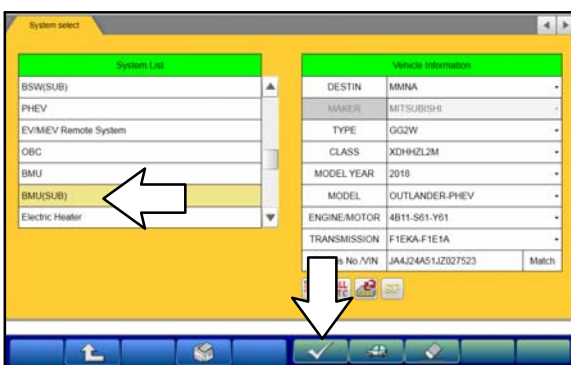 System select
System List
BSW(SUB)
PHEV
EV/MiEV Remote System
OBC
BMU
BMU(SUB)
Electric Heater
Vehicle Information
DESTIN MMNA
MAKER MITSUBISHI
TYPE GG2W
CLASS XDHHZL2M
MODEL YEAR 2018
MODEL OUTLANDER-PHEV
ENGINE/MOTOR 4B11-S61-Y61
TRANSMISSION F1EKA-F1E1A
No./VIN JA4J24A51JZ027523 Match